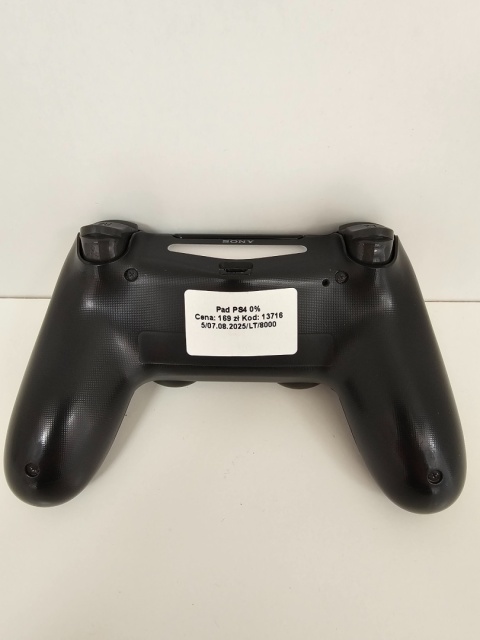 SONY
Pad PS4 0%
Cena: 169 zł Kod: 13716
5/07.08.2025/LT/8000